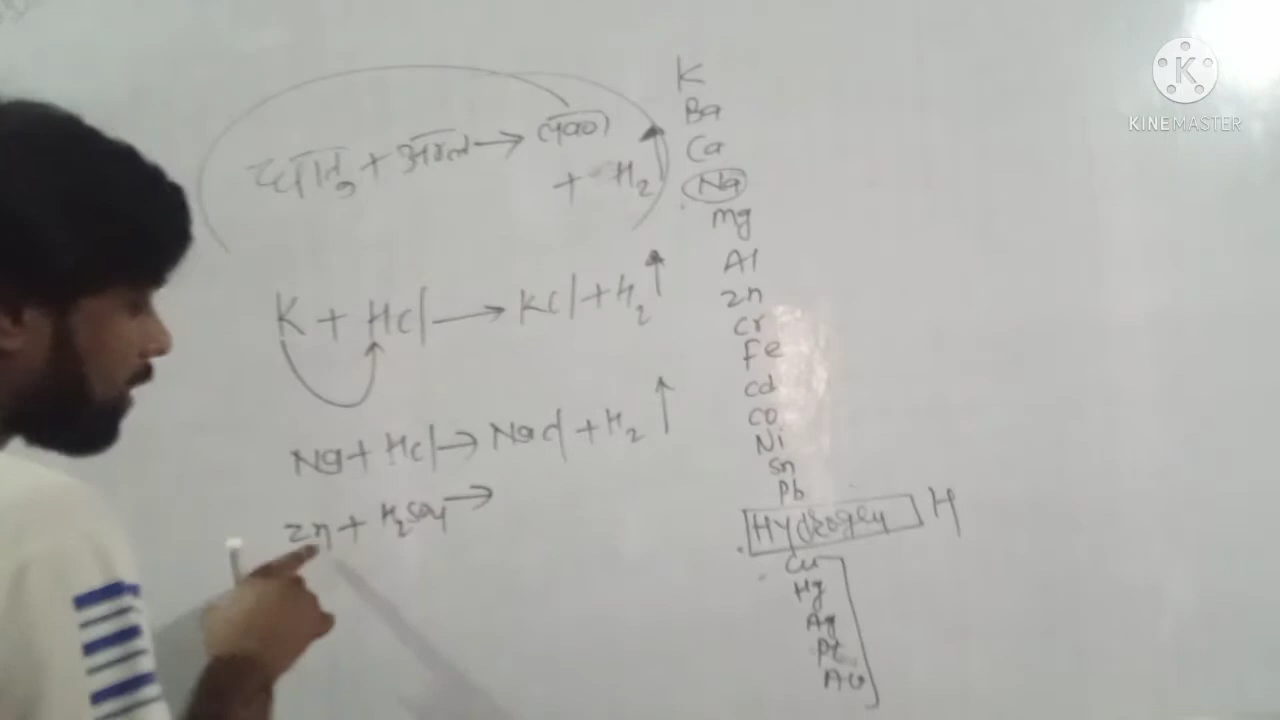 धातु + अम्ल → लवण
+ H₂ ↑
K + Hcl → Kcl + H₂ ↑
Na + Hcl → Nacl + H₂ ↑
Zn + H₂SO₄ →
K
Ba
Ca
Na
Mg
Al
Zn
Cr
Fe
Cd
CO
Ni
Sn
Pb
Hydrogen H
Cu
Hg
Ag
Pt
Au
K
KINEMASTER